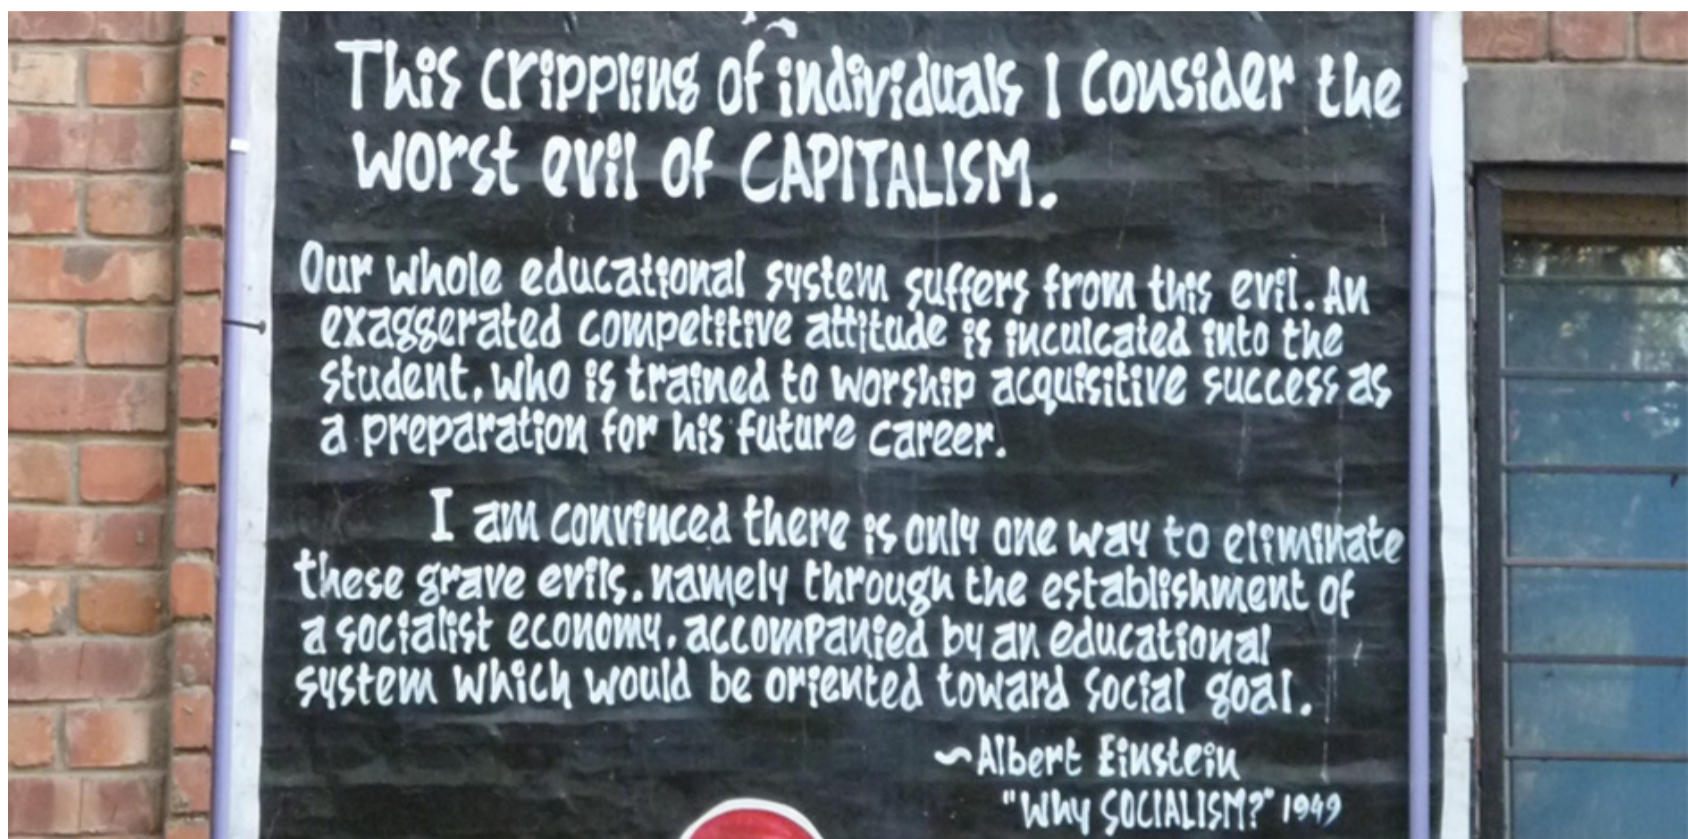 This crippling of individuals I consider the
worst evil of CAPITALISM.
Our whole educational system suffers from this evil. An
exaggerated competitive attitude is inculcated into the
student, who is trained to worship acquisitive success as
a preparation for his future career.
I am convinced there is only one way to eliminate
these grave evils, namely through the establishment of
a socialist economy, accompanied by an educational
system which would be oriented toward social goal.
~Albert Einstein
"Why SOCIALISM?" 1949